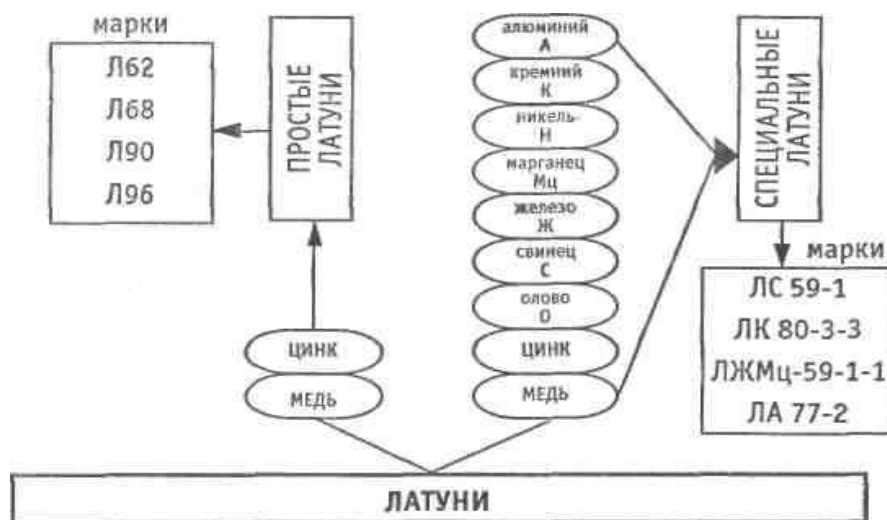 марки
Л62
Л68
Л90
Л96
ПРОСТЫЕ
ЛАТУНИ
ЦИНК
МЕДЬ
алюминий
А
кремний
К
никель-
Н
марганец
Мц
железо
Ж
свинец
С
олово
О
ЦИНК
МЕДЬ
СПЕЦИАЛЬНЫЕ
ЛАТУНИ
марки
ЛС 59-1
ЛК 80-3-3
ЛЖМц-59-1-1
ЛА 77-2
ЛАТУНИ